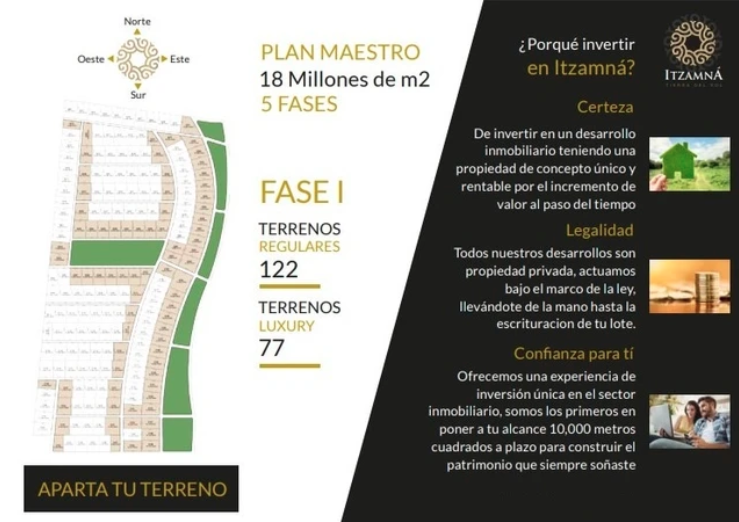 Norte
Oeste
Este
Sur
PLAN MAESTRO
18 Millones de m2
5 FASES
FASE I
TERRENOS
REGULARES
122
TERRENOS
LUXURY
77
APARTA TU TERRENO
¿Porqué invertir
en Itzamná?
ITZAMNÁ
TIERRA DEL SOL
Certeza
De invertir en un desarrollo
inmobiliario teniendo una
propiedad de concepto único y
rentable por el incremento de
valor al paso del tiempo
Legalidad
Todos nuestros desarrollos son
propiedad privada, actuamos
bajo el marco de la ley,
llevándote de la mano hasta la
escrituracion de tu lote.
Confianza para tí
Ofrecemos una experiencia de
inversión única en el sector
inmobiliario, somos los primeros en
poner a tu alcance 10,000 metros
cuadrados a plazo para construir el
patrimonio que siempre soñaste